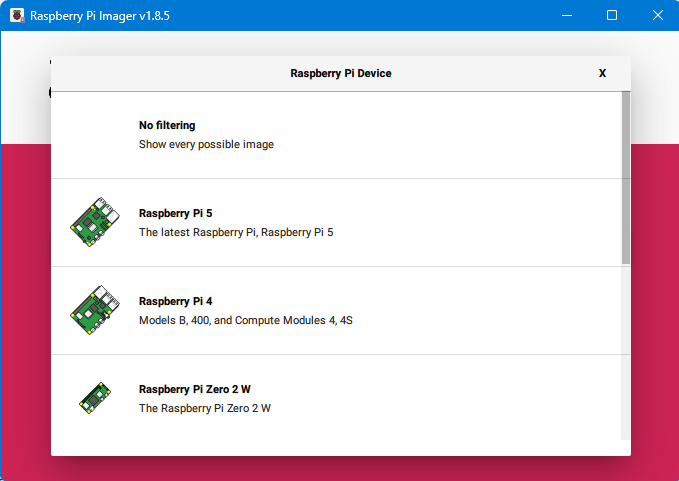 Raspberry Pi Imager v1.8.5
Raspberry Pi Device
X
No filtering
Show every possible image
Raspberry Pi 5
The latest Raspberry Pi, Raspberry Pi 5
Raspberry Pi 4
Models B, 400, and Compute Modules 4, 4S
Raspberry Pi Zero 2 W
The Raspberry Pi Zero 2 W